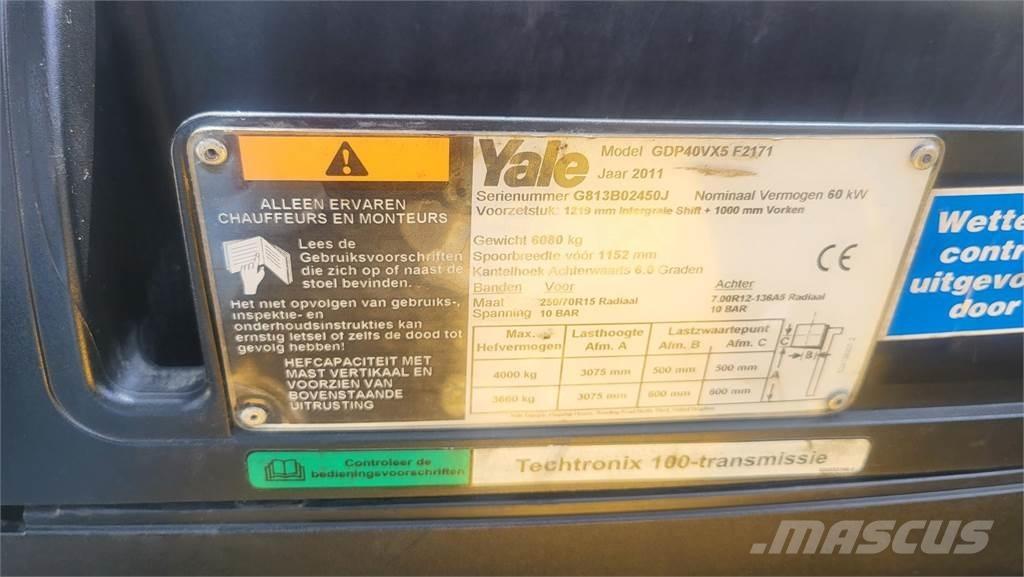 ALLEEN ERVAREN
CHAUFFEURS EN MONTEURS
Lees de
Gebruiksvoorschriften
die zich op of naast de
stoel bevinden.
Het niet opvolgen van gebruiks-,
inspektie- en
onderhoudsinstrukties kan
ernstig letsel of zelfs de dood tot
gevolg hebben!
HEFCAPACITEIT MET
MAST VERTIKAAL EN
VOORZIEN VAN
BOVENSTAANDE
UITRUSTING
Yale Model GDP40VX5 F2171
Jaar 2011
Serienummer G813B02450J Nominaal Vermogen 60 kW
Voorzetstuk: 1219 mm Intergrale Shift + 1000 mm Vorken
Gewicht 6080 kg
Spoorbreedte vóór 1152 mm
Kantelhoek Achterwaarts 6.0 Graden
CE
Banden Voor Achter
Maat 250/70R15 Radiaal 7.00R12-136A5 Radiaal
Spanning 10 BAR 10 BAR
Max. Hefvermogen Lasthoogte Afm. A Lastzwaartepunt Afm. B Afm. C
4000 kg 3075 mm 500 mm 500 mm
3660 kg 3075 mm 600 mm 600 mm
C
B
A
Controleer de
bedieningsvoorschriften
Techtronix 100-transmissie
Wette
contr
uitgevo
door
MASCUS